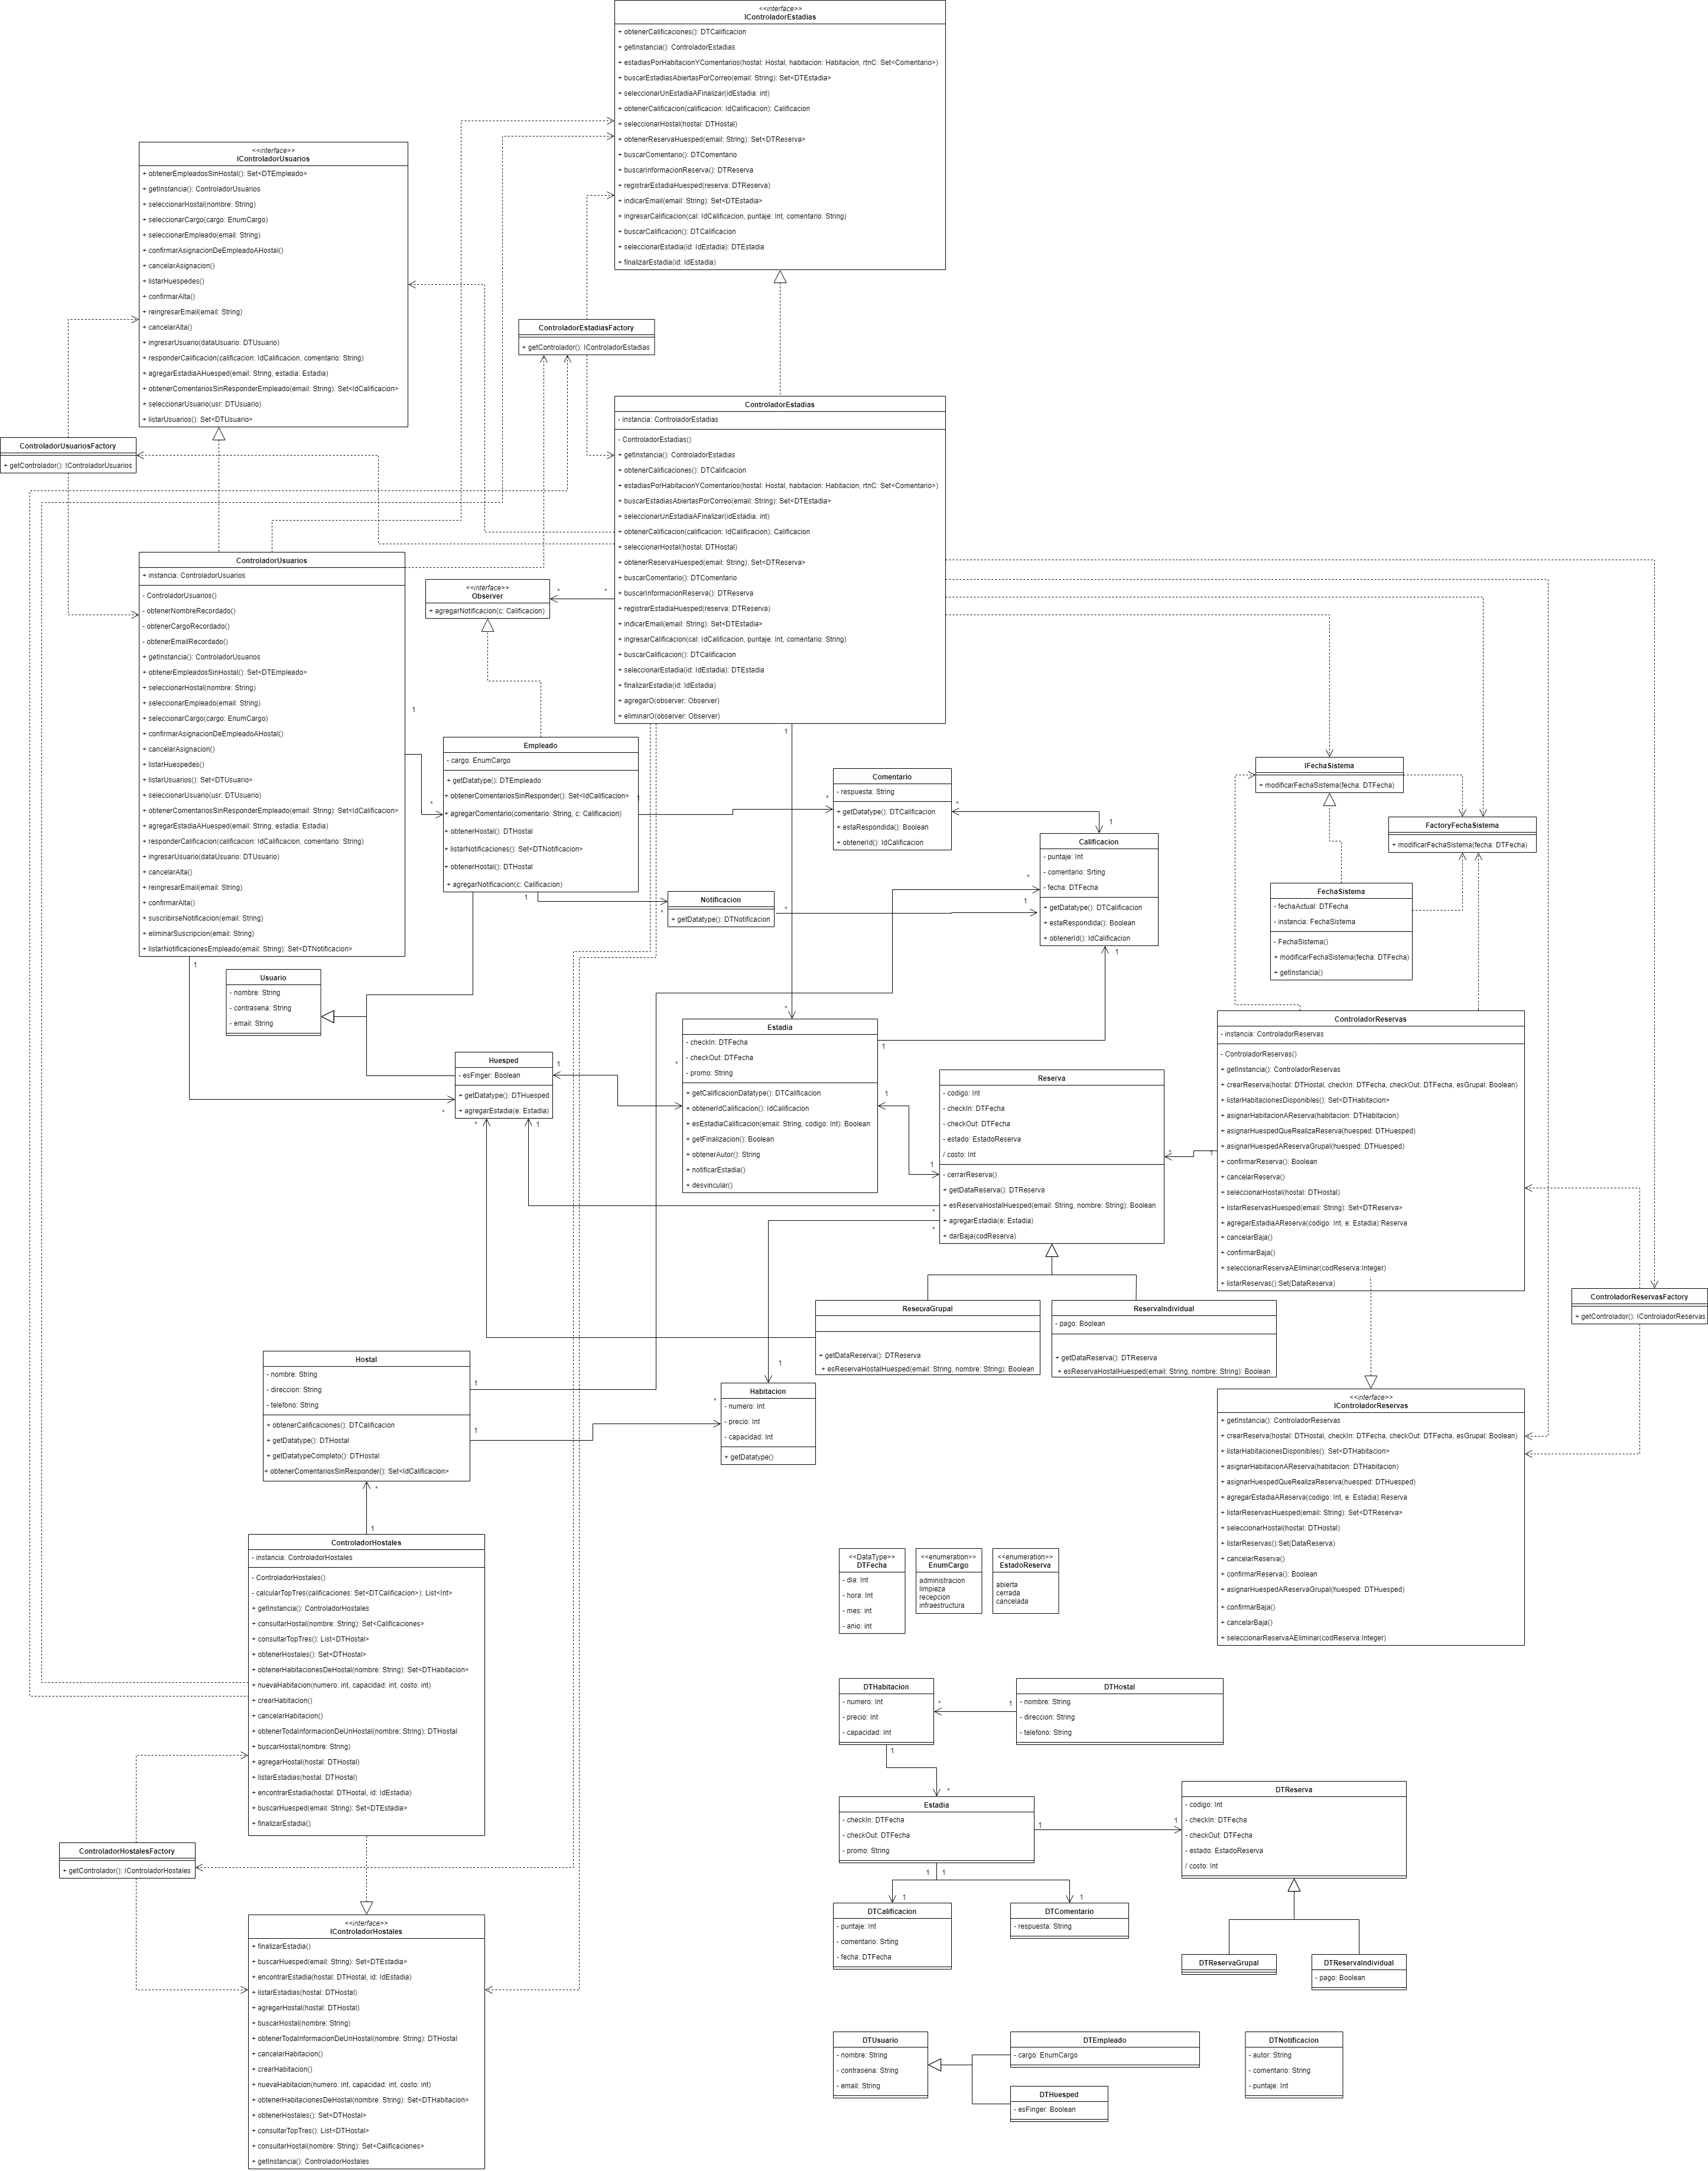 <<interface>>
IControladorEstadias
+ obtenerCalificaciones(): DTCalificacion
+ getInstancia(): ControladorEstadias
+ estadiasPorHabitacionYComentarios(hostal: Hostal, habitacion: Habitacion, rtnC: Set<Comentario>)
+ buscarEstadiasAbiertasPorCorreo(email: String): Set<DTEstadia>
+ seleccionarUnEstadiaAFinalizar(idEstadia: int)
+ obtenerCalificacion(calificacion: IdCalificacion): Calificacion
+ seleccionarHostal(hostal: DTHostal)
+ obtenerReservaHuesped(email: String): Set<DTReserva>
+ buscarComentario(): DTComentario
+ buscarInformacionReserva(): DTReserva
+ registrarEstadiaHuesped(reserva: DTReserva)
+ indicarEmail(email: String): Set<DTEstadia>
+ ingresarCalificacion(cal: IdCalificacion, puntaje: Int, comentario: String)
+ buscarCalificacion(): DTCalificacion
+ seleccionarEstadia(id: IdEstadia): DTEstadia
+ finalizarEstadia(id: IdEstadia)
<<interface>>
IControladorUsuarios
+ obtenerEmpleadosSinHostal(): Set<DTEmpleado>
+ getInstancia(): ControladorUsuarios
+ seleccionarHostal(nombre: String)
+ seleccionarCargo(cargo: EnumCargo)
+ seleccionarEmpleado(email: String)
+ confirmarAsignacionDeEmpleadoAHostal()
+ cancelarAsignacion()
+ listarHuespedes()
+ confirmarAlta()
+ reingresarEmail(email: String)
+ cancelarAlta()
+ ingresarUsuario(dataUsuario: DTUsuario)
+ responderCalificacion(calificacion: IdCalificacion, comentario: String)
+ agregarEstadiaAHuesped(email: String, estadia: Estadia)
+ obtenerComentariosSinResponderEmpleado(email: String): Set<IdCalificacion>
+ seleccionarUsuario(usr: DTUsuario)
+ listarUsuarios(): Set<DTUsuario>
ControladorEstadiasFactory
+ getControlador(): IControladorEstadias
ControladorUsuariosFactory
+ getControlador(): IControladorUsuarios
ControladorEstadias
- instancia: ControladorEstadias
- ControladorEstadias()
+ getInstancia(): ControladorEstadias
+ obtenerCalificaciones(): DTCalificacion
+ estadiasPorHabitacionYComentarios(hostal: Hostal, habitacion: Habitacion, rtnC: Set<Comentario>)
+ buscarEstadiasAbiertasPorCorreo(email: String): Set<DTEstadia>
+ seleccionarUnEstadiaAFinalizar(idEstadia: int)
+ obtenerCalificacion(calificacion: IdCalificacion): Calificacion
+ seleccionarHostal(hostal: DTHostal)
+ obtenerReservaHuesped(email: String): Set<DTReserva>
+ buscarComentario(): DTComentario
+ buscarInformacionReserva(): DTReserva
+ registrarEstadiaHuesped(reserva: DTReserva)
+ indicarEmail(email: String): Set<DTEstadia>
+ ingresarCalificacion(cal: IdCalificacion, puntaje: Int, comentario: String)
+ buscarCalificacion(): DTCalificacion
+ seleccionarEstadia(id: IdEstadia): DTEstadia
+ finalizarEstadia(id: IdEstadia)
+ agregarO(observer: Observer)
+ eliminarO(observer: Observer)
ControladorUsuarios
+ instancia: ControladorUsuarios
- ControladorUsuarios()
- obtenerNombreRecordado()
- obtenerCargoRecordado()
- obtenerEmailRecordado()
+ getInstancia(): ControladorUsuarios
+ obtenerEmpleadosSinHostal(): Set<DTEmpleado>
+ seleccionarHostal(nombre: String)
+ seleccionarEmpleado(email: String)
+ seleccionarCargo(cargo: EnumCargo)
+ confirmarAsignacionDeEmpleadoAHostal()
+ cancelarAsignacion()
+ listarHuespedes()
+ listarUsuarios(): Set<DTUsuario>
+ seleccionarUsuario(usr: DTUsuario)
+ obtenerComentariosSinResponderEmpleado(email: String): Set<IdCalificacion>
+ agregarEstadiaAHuesped(email: String, estadia: Estadia)
+ responderCalificacion(calificacion: IdCalificacion, comentario: String)
+ ingresarUsuario(dataUsuario: DTUsuario)
+ cancelarAlta()
+ reingresarEmail(email: String)
+ confirmarAlta()
+ suscribirseNotificacion(email: String)
+ eliminarSuscripcion(email: String)
+ listarNotificacionesEmpleado(email: String): Set<DTNotificacion>
<<interface>>
Observer
+ agregarNotificacion(c: Calificacion)
* *
1
*
Empleado
- cargo: EnumCargo
+ getDatatype(): DTEmpleado
+ obtenerComentariosSinResponder(): Set<IdCalificacion>
+ agregarComentario(comentario: String, c: Calificacion)
+ obtenerHostal(): DTHostal
+ listarNotificaciones(): Set<DTNotificacion>
+ obtenerHostal(): DTHostal
+ agregarNotificacion(c: Calificacion)
1
*
Comentario
- respuesta: String
+ getDatatype(): DTCalificacion
+ estaRespondida(): Boolean
+ obtenerId(): IdCalificacion
*
1
Calificacion
- puntaje: Int
- comentario: Srting
- fecha: DTFecha
+ getDatatype(): DTCalificacion
+ estaRespondida(): Boolean
+ obtenerId(): IdCalificacion
*
1
1
1
*
Notificacion
+ getDatatype(): DTNotificacion
*
IFechaSistema
+ modificarFechaSistema(fecha: DTFecha)
FactoryFechaSistema
+ modificarFechaSistema(fecha: DTFecha)
FechaSistema
- fechaActual: DTFecha
- instancia: FechaSistema
- FechaSistema()
+ modificarFechaSistema(fecha: DTFecha)
+ getInstancia()
1
Usuario
- nombre: String
- contrasena: String
- email: String
1
*
Estadia
- checkIn: DTFecha
- checkOut: DTFecha
- promo: String
+ getCalificacionDatatype(): DTCalificacion
+ obtenerIdCalificacion(): IdCalificacion
+ esEstadiaCalificacion(email: String, codigo: Int): Boolean
+ getFinalizacion(): Boolean
+ obtenerAutor(): String
+ notificarEstadia()
+ desvincular()
1
*
1
1
Huesped
- esFinger: Boolean
+ getDatatype(): DTHuesped
+ agregarEstadia(e: Estadia)
1
*
*
1
Reserva
- codigo: Int
- checkIn: DTFecha
- checkOut: DTFecha
- estado: EstadoReserva
/ costo: Int
- cerrarReserva()
+ getDataReserva(): DTReserva
+ esReservaHostalHuesped(email: String, nombre: String): Boolean
+ agregarEstadia(e: Estadia)
+ darBaja(codReserva)
1
*
*
*
1
ControladorReservas
- instancia: ControladorReservas
- ControladorReservas()
+ getInstancia(): ControladorReservas
+ crearReserva(hostal: DTHostal, checkIn: DTFecha, checkOut: DTFecha, esGrupal: Boolean)
+ listarHabitacionesDisponibles(): Set<DTHabitacion>
+ asignarHabitacionAReserva(habitacion: DTHabitacion)
+ asignarHuespedQueRealizaReserva(huesped: DTHuesped)
+ asignarHuespedAReservaGrupal(huesped: DTHuesped)
+ confirmarReserva(): Boolean
+ cancelarReserva()
+ seleccionarHostal(hostal: DTHostal)
+ listarReservasHuesped(email: String): Set<DTReserva>
+ agregarEstadiaAReserva(codigo: Int, e: Estadia):Reserva
+ cancelarBaja()
+ confirmarBaja()
+ seleccionarReservaAEliminar(codReserva:Integer)
+ listarReservas():Set(DataReserva)
ControladorReservasFactory
+ getControlador(): IControladorReservas
ReservaGrupal
+ getDataReserva(): DTReserva
+ esReservaHostalHuesped(email: String, nombre: String): Boolean
ReservaIndividual
- pago: Boolean
+ getDataReserva(): DTReserva
+ esReservaHostalHuesped(email: String, nombre: String): Boolean
Hostal
- nombre: String
- direccion: String
- telefono: String
+ obtenerCalificaciones(): DTCalificacion
+ getDatatype(): DTHostal
+ getDatatypeCompleto(): DTHostal
+ obtenerComentariosSinResponder(): Set<IdCalificacion>
1
1
*
1
1
*
Habitacion
- numero: Int
- precio: Int
- capacidad: Int
+ getDatatype()
<<interface>>
IControladorReservas
+ getInstancia(): ControladorReservas
+ crearReserva(hostal: DTHostal, checkIn: DTFecha, checkOut: DTFecha, esGrupal: Boolean)
+ listarHabitacionesDisponibles(): Set<DTHabitacion>
+ asignarHabitacionAReserva(habitacion: DTHabitacion)
+ asignarHuespedQueRealizaReserva(huesped: DTHuesped)
+ agregarEstadiaAReserva(codigo: Int, e: Estadia):Reserva
+ listarReservasHuesped(email: String): Set<DTReserva>
+ seleccionarHostal(hostal: DTHostal)
+ listarReservas():Set(DataReserva)
+ cancelarReserva()
+ confirmarReserva(): Boolean
+ asignarHuespedAReservaGrupal(huesped: DTHuesped)
+ confirmarBaja()
+ cancelarBaja()
+ seleccionarReservaAEliminar(codReserva:Integer)
ControladorHostales
- instancia: ControladorHostales
- ControladorHostales()
- calcularTopTres(calificaciones: Set<DTCalificacion>): List<Int>
+ getInstancia(): ControladorHostales
+ consultarHostal(nombre: String): Set<Calificaciones>
+ consultarTopTres(): List<DTHostal>
+ obtenerHostales(): Set<DTHostal>
+ obtenerHabitacionesDeHostal(nombre: String): Set<DTHabitacion>
+ nuevaHabitacion(numero: int, capacidad: int, costo: int)
+ crearHabitacion()
+ cancelarHabitacion()
+ obtenerTodaInformacionDeUnHostal(nombre: String): DTHostal
+ buscarHostal(nombre: String)
+ agregarHostal(hostal: DTHostal)
+ listarEstadias(hostal: DTHostal)
+ encontrarEstadia(hostal: DTHostal, id: IdEstadia)
+ buscarHuesped(email: String): Set<DTEstadia>
+ finalizarEstadia()
ControladorHostalesFactory
+ getControlador(): IControladorHostales
<<interface>>
IControladorHostales
+ finalizarEstadia()
+ buscarHuesped(email: String): Set<DTEstadia>
+ encontrarEstadia(hostal: DTHostal, id: IdEstadia)
+ listarEstadias(hostal: DTHostal)
+ agregarHostal(hostal: DTHostal)
+ buscarHostal(nombre: String)
+ obtenerTodaInformacionDeUnHostal(nombre: String): DTHostal
+ cancelarHabitacion()
+ crearHabitacion()
+ nuevaHabitacion(numero: int, capacidad: int, costo: int)
+ obtenerHabitacionesDeHostal(nombre: String): Set<DTHabitacion>
+ obtenerHostales(): Set<DTHostal>
+ consultarTopTres(): List<DTHostal>
+ consultarHostal(nombre: String): Set<Calificaciones>
+ getInstancia(): ControladorHostales
<<DataType>>
DTFecha
- dia: Int
- hora: Int
- mes: int
- anio: int
<<enumeration>>
EnumCargo
administracion
limpieza
recepcion
infraestructura
<<enumeration>>
EstadoReserva
abierta
cerrada
cancelada
DTHabitacion
- numero: Int
- precio: Int
- capacidad: Int
* 1
DTHostal
- nombre: String
- direccion: String
- telefono: String
1
*
Estadia
- checkIn: DTFecha
- checkOut: DTFecha
- promo: String
1 1
DTReserva
- codigo: Int
- checkIn: DTFecha
- checkOut: DTFecha
- estado: EstadoReserva
/ costo: Int
1 1
1 1
DTCalificacion
- puntaje: Int
- comentario: Srting
- fecha: DTFecha
DTComentario
- respuesta: String
DTReservaGrupal
DTReservaIndividual
- pago: Boolean
DTUsuario
- nombre: String
- contrasena: String
- email: String
DTEmpleado
- cargo: EnumCargo
DTHuesped
- esFinger: Boolean
DTNotificacion
- autor: String
- comentario: String
- puntaje: Int